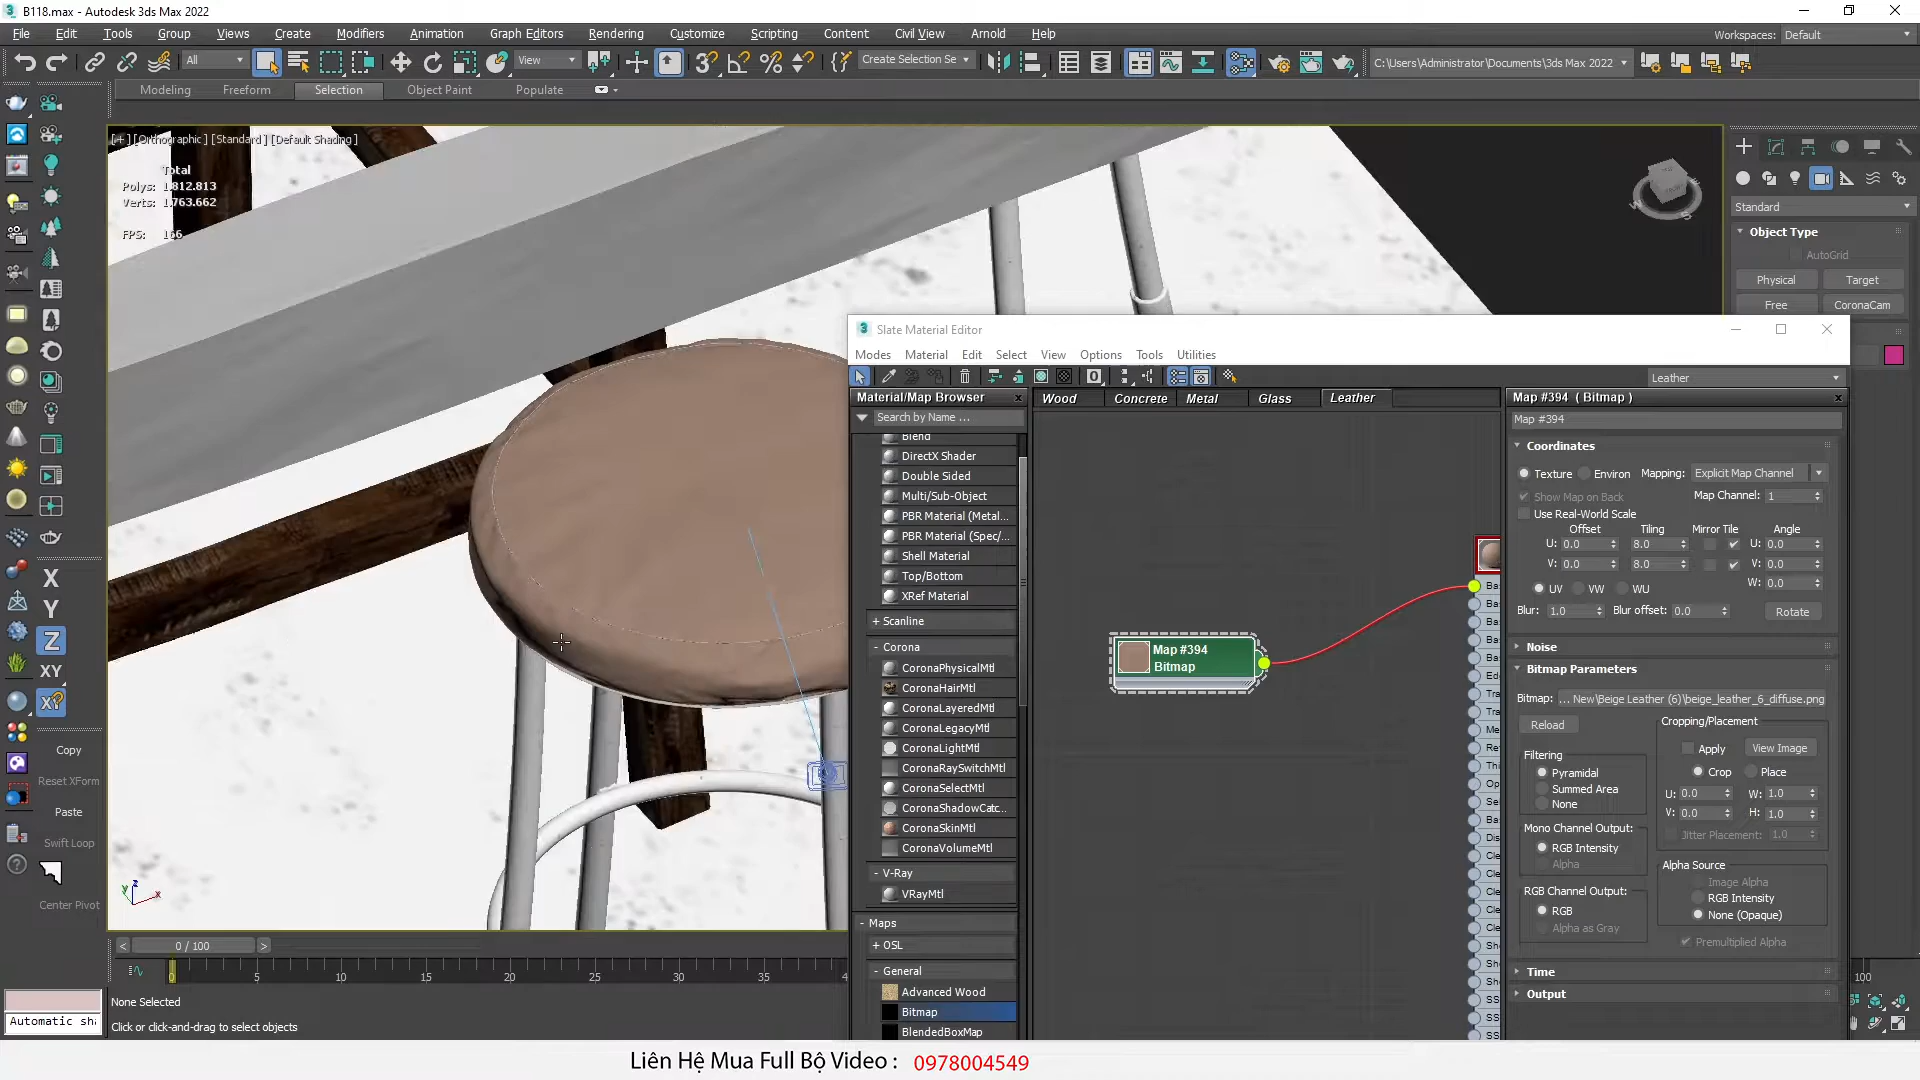 B118.max - Autodesk 3ds Max 2022
File Edit Tools Group Views Create Modifiers Animation Graph Editors Rendering Customize Scripting Content Civil View Arnold Help
Workspaces: Default
All
View
Create Selection Se
C:\Users\Administrator\Documents\3ds Max 2022
Modeling Freeform Selection Object Paint Populate
[+] [Orthographic] [Standard] [Default Shading]
Total
Polys: 1.812.813
Verts: 1.763.662
FPS: 166
Standard
Object Type
AutoGrid
Physical Target
Free CoronaCam
Slate Material Editor
Modes Material Edit Select View Options Tools Utilities
Leather
Material/Map Browser
Search by Name ...
Blend
DirectX Shader
Double Sided
Multi/Sub-Object
PBR Material (Metal...
PBR Material (Spec/...
Shell Material
Top/Bottom
XRef Material
+ Scanline
- Corona
CoronaPhysicalMtl
CoronaHairMtl
CoronaLayeredMtl
CoronaLegacyMtl
CoronaLightMtl
CoronaRaySwitchMtl
CoronaSelectMtl
CoronaShadowCatc...
CoronaSkinMtl
CoronaVolumeMtl
- V-Ray
VRayMtl
- Maps
+ OSL
- General
Advanced Wood
Bitmap
BlendedBoxMap
Wood Concrete Metal Glass Leather
Map #394
Bitmap
Map #394 ( Bitmap )
Map #394
Coordinates
Texture Environ Mapping: Explicit Map Channel
Show Map on Back Map Channel: 1
Use Real-World Scale
Offset Tiling Mirror Tile Angle
U: 0.0 8.0 U: 0.0
V: 0.0 8.0 V: 0.0
W: 0.0
UV VW WU
Blur: 1.0 Blur offset: 0.0 Rotate
Noise
Bitmap Parameters
Bitmap: ... New\Beige Leather (6)\beige_leather_6_diffuse.png
Reload
Cropping/Placement
Apply View Image
Crop Place
U: 0.0 W: 1.0
V: 0.0 H: 1.0
Jitter Placement: 1.0
Filtering
Pyramidal
Summed Area
None
Mono Channel Output:
RGB Intensity
Alpha
RGB Channel Output:
RGB
Alpha as Gray
Alpha Source
Image Alpha
RGB Intensity
None (Opaque)
Premultiplied Alpha
Time
Output
X
Y
Z
XY
Copy
Reset XForm
Paste
Swift Loop
Center Pivot
0 / 100
0 5 10 15 20 25 30 35 100
None Selected
Click or click-and-drag to select objects
Liên Hệ Mua Full Bộ Video : 0978004549